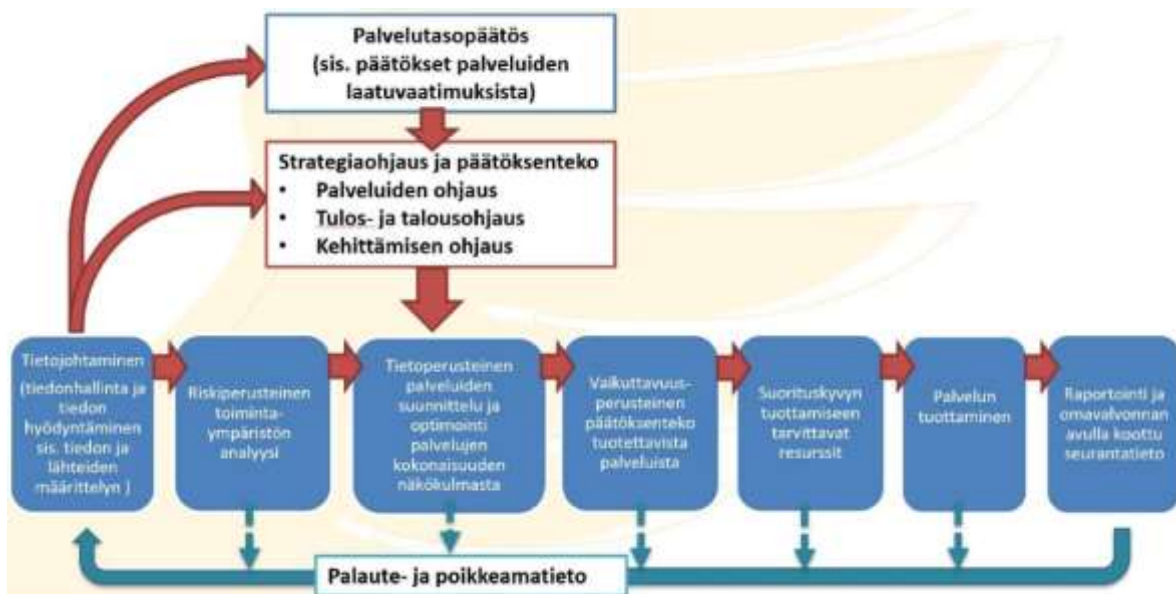 Palvelutasopäätös
(sis. päätökset palveluiden
laatuvaatimuksista)
Strategiaohjaus ja päätöksenteko
• Palveluiden ohjaus
• Tulos- ja talousohjaus
• Kehittämisen ohjaus
Tietojohtaminen
(tiedonhallinta ja
tiedon
hyödyntäminen
sis. tiedon ja
lähteiden
määrittelyn )
Riskiperusteinen
toiminta-
ympäristön
analyysi
Tietoperusteinen
palveluiden
suunnittelu ja
optimointi
palvelujen
kokonaisuuden
näkökulmasta
Vaikuttavuus-
perusteinen
päätöksenteko
tuotettavista
palveluista
Suorituskyvyn
tuottamiseen
tarvittavat
resurssit
Palvelun
tuottaminen
Raportointi ja
omavalvonnan
avulla koottu
seurantatieto
Palaute- ja poikkeamatieto